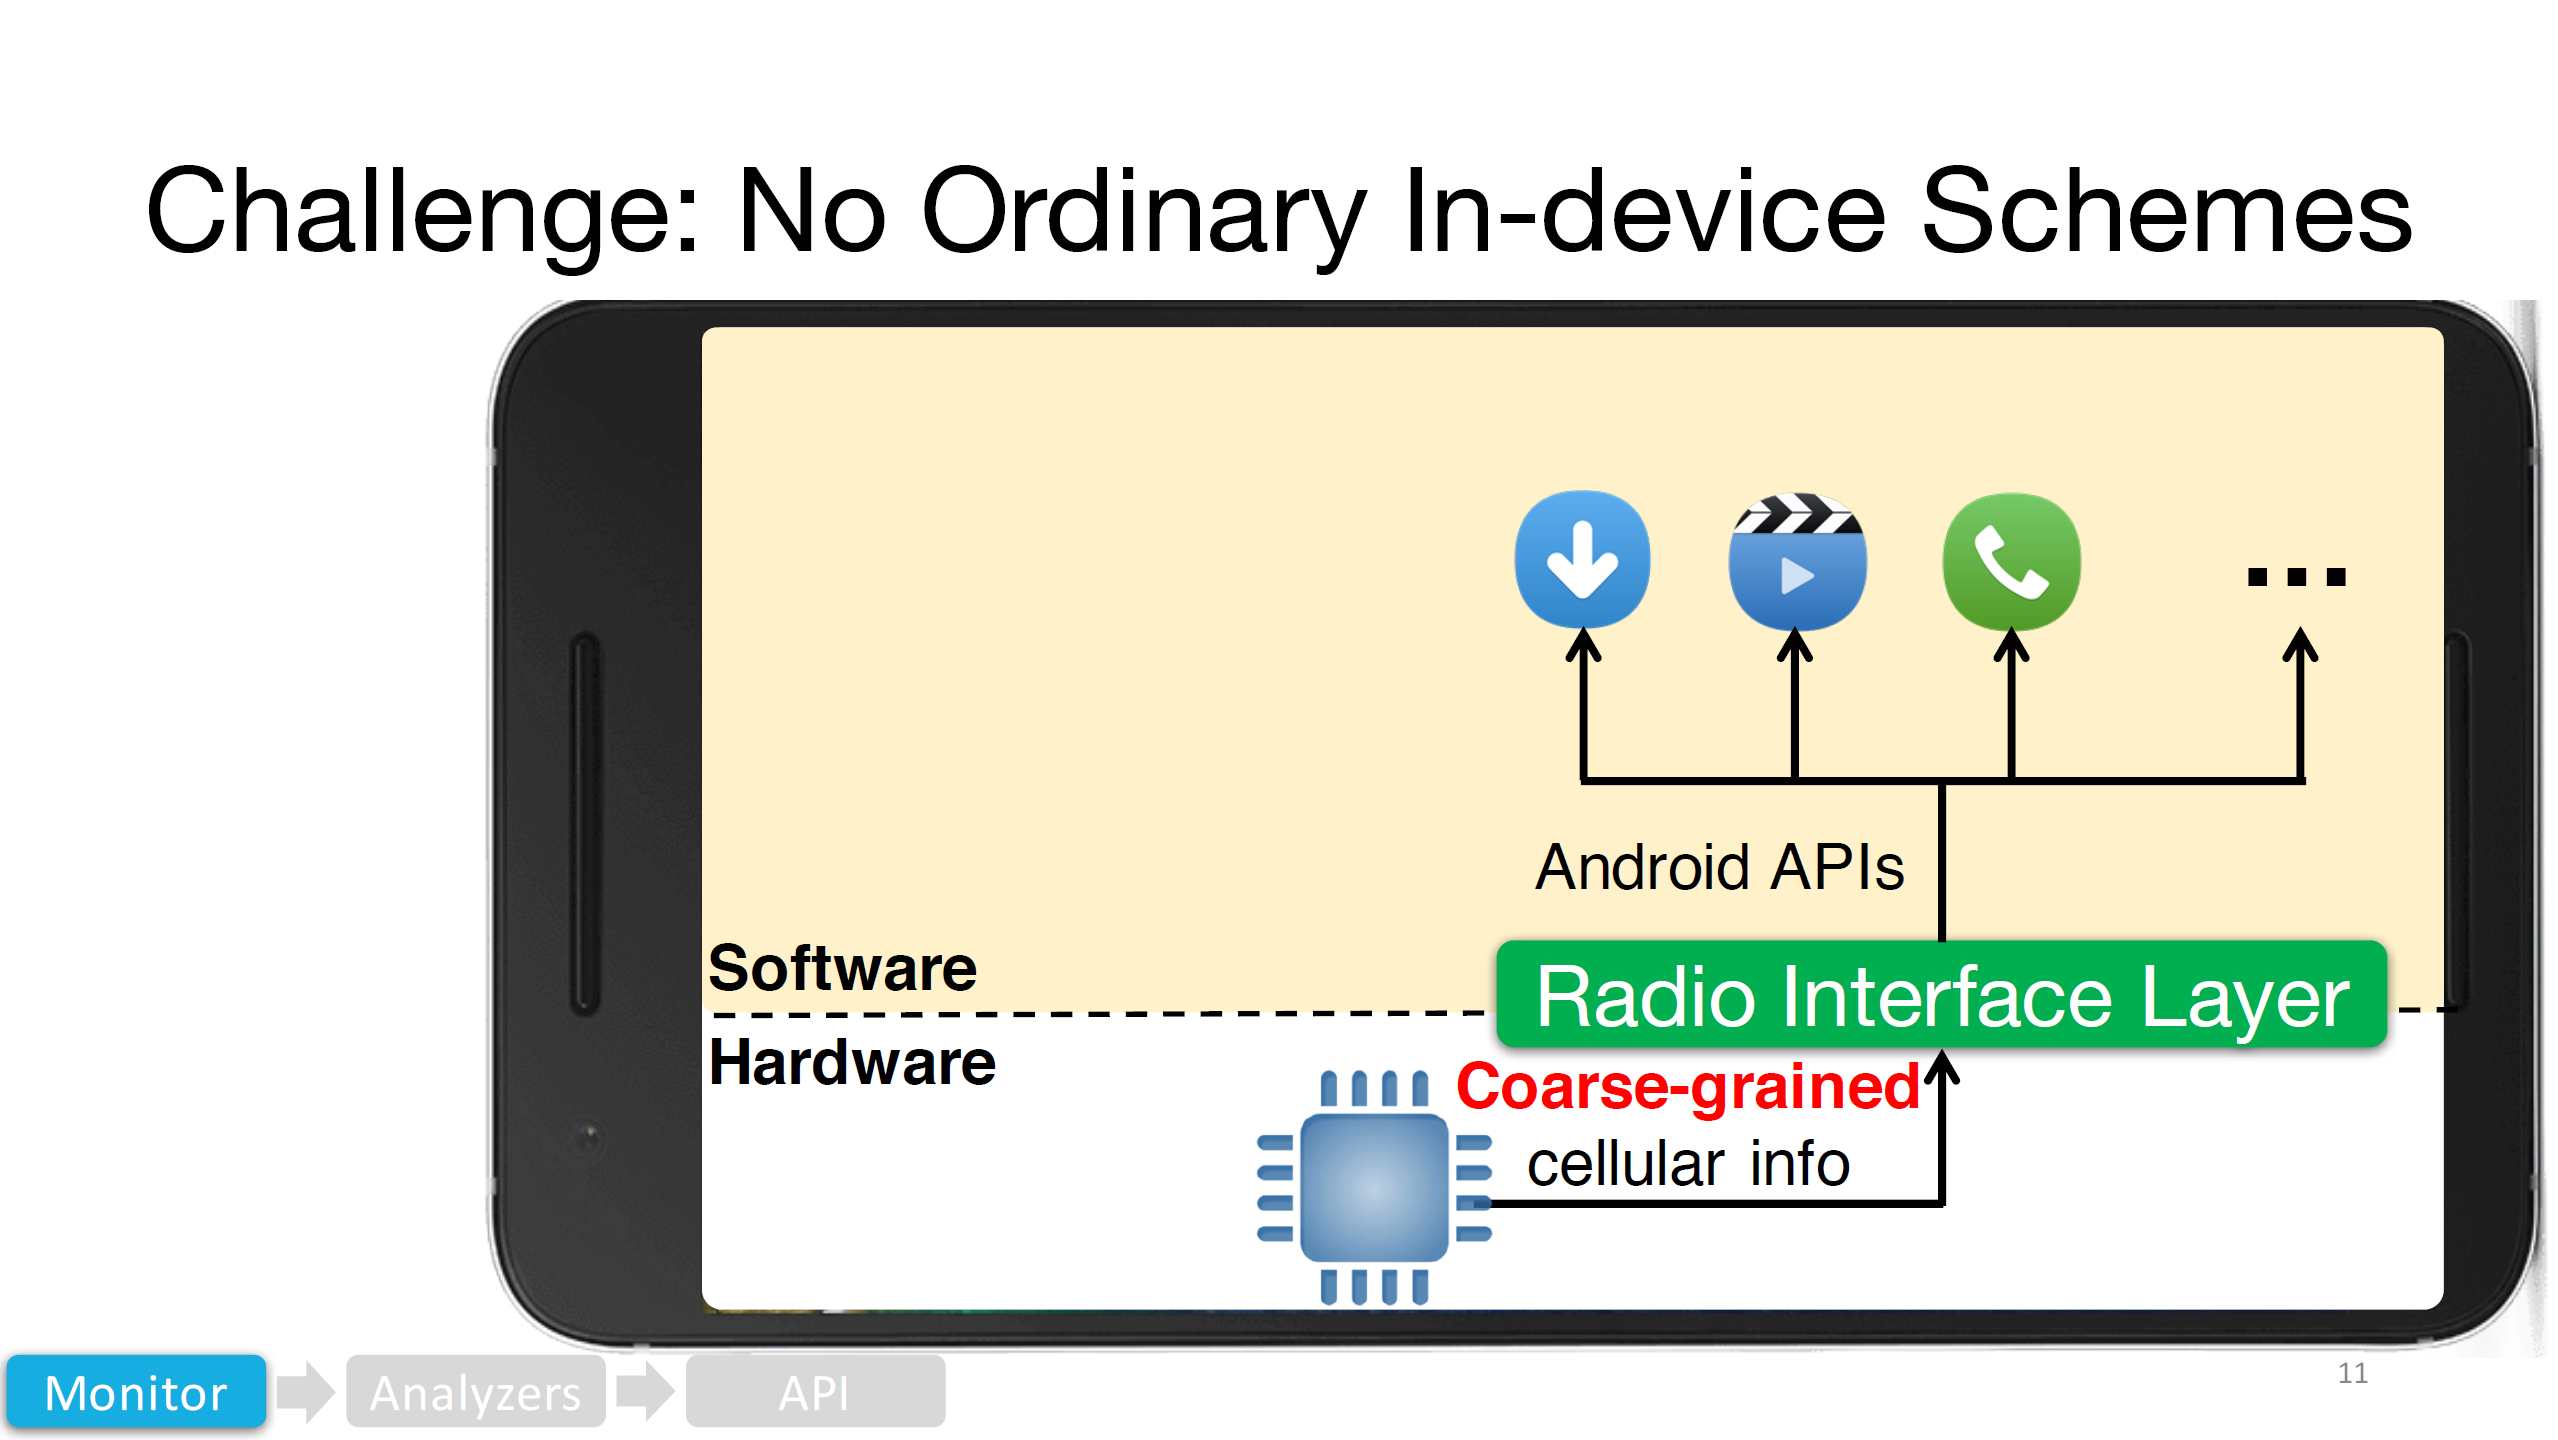 Challenge: No Ordinary In-device Schemes
...
Android APIs
Software
Radio Interface Layer
Hardware
Coarse-grained
cellular info
Monitor
Analyzers
API
11